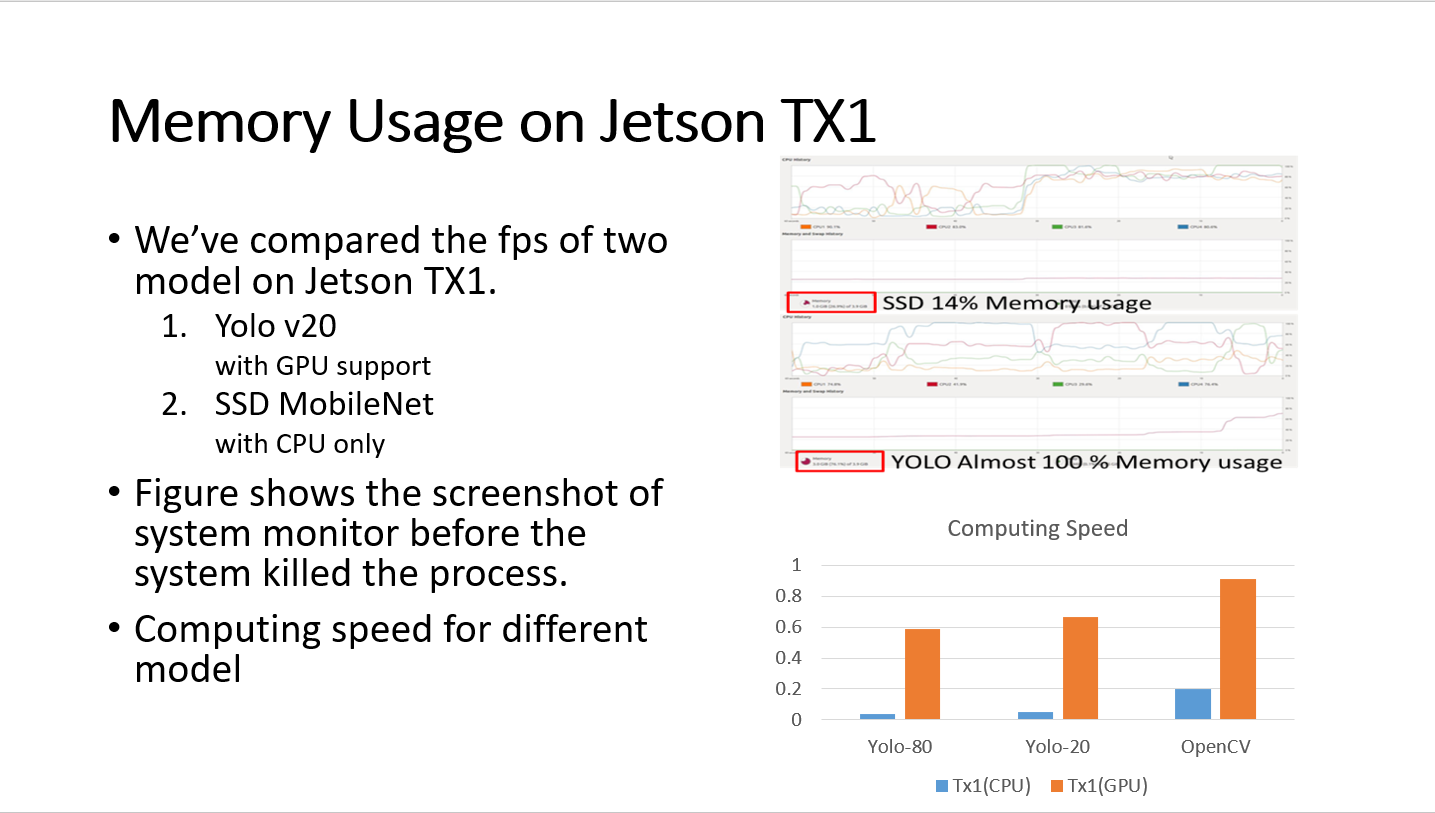 Memory Usage on Jetson TX1
• We’ve compared the fps of two
model on Jetson TX1.
1. Yolo v20
with GPU support
2. SSD MobileNet
with CPU only
• Figure shows the screenshot of
system monitor before the
system killed the process.
• Computing speed for different
model
CPU History
Memory and Swap History
Memory
SSD 14% Memory usage
CPU History
Memory and Swap History
Memory
YOLO Almost 100 % Memory usage
Computing Speed
1
0.8
0.6
0.4
0.2
0
Yolo-80 Yolo-20 OpenCV
Tx1(CPU) Tx1(GPU)